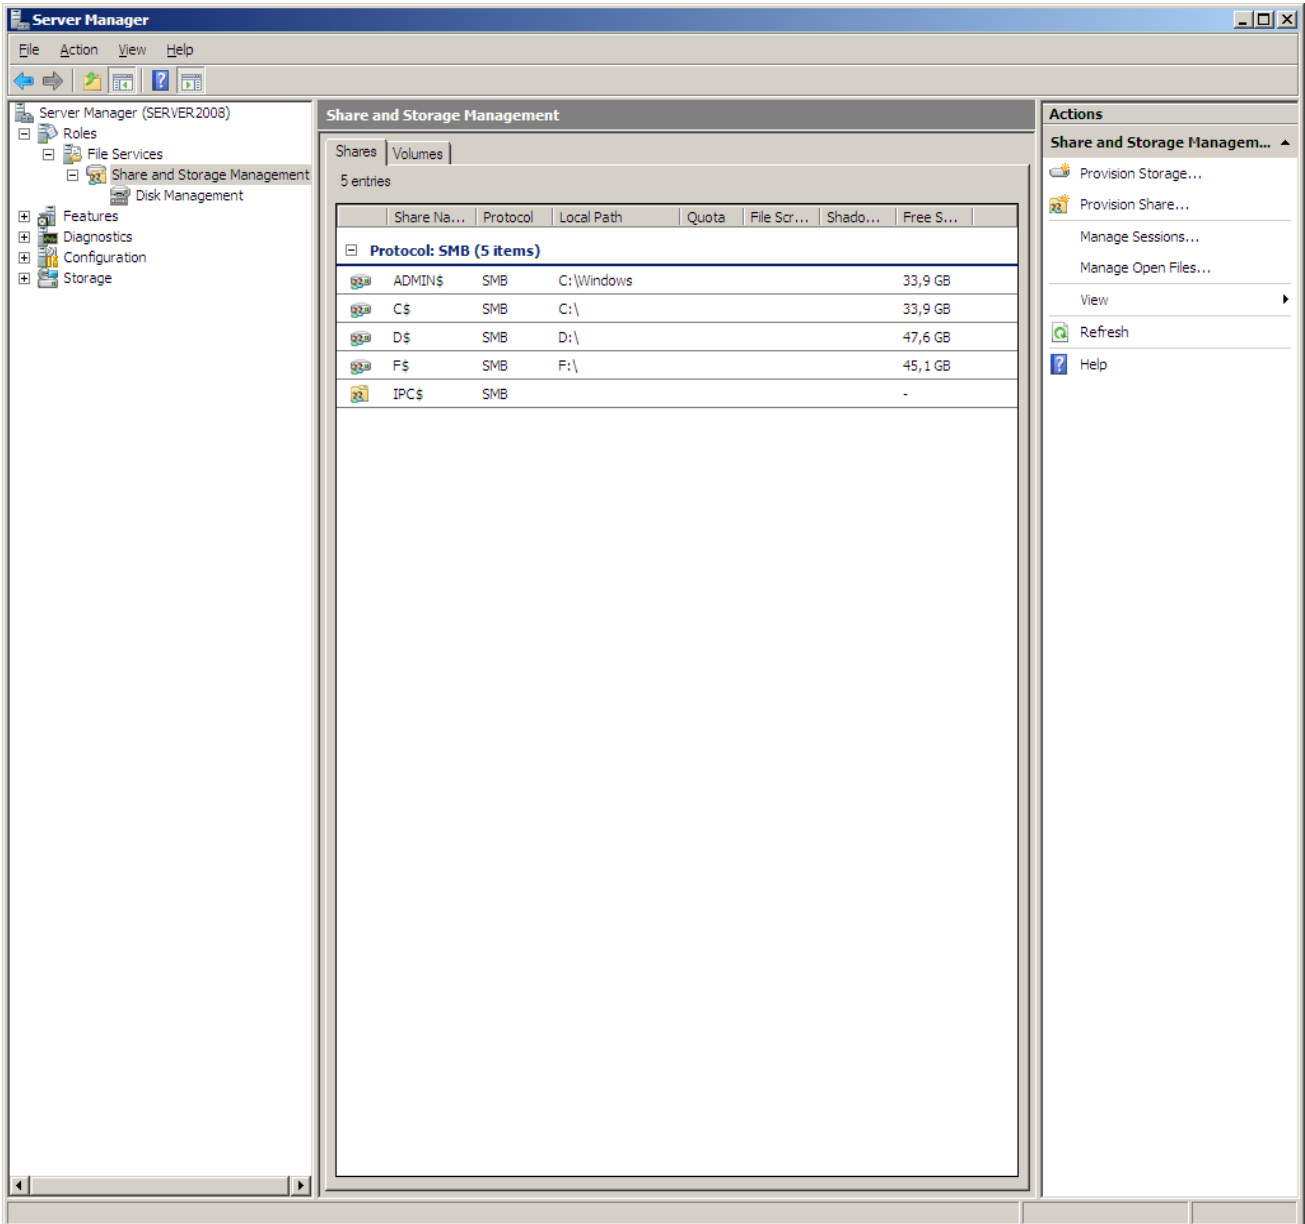 Server Manager
File Action View Help
Server Manager (SERVER2008)
Roles
File Services
Share and Storage Management
Disk Management
Features
Diagnostics
Configuration
Storage
Share and Storage Management
Shares Volumes
5 entries
Share Na... Protocol Local Path Quota File Scr... Shado... Free S...
Protocol: SMB (5 items)
ADMIN$ SMB C:\Windows 33,9 GB
C$ SMB C:\ 33,9 GB
D$ SMB D:\ 47,6 GB
F$ SMB F:\ 45,1 GB
IPC$ SMB -
Actions
Share and Storage Managem...
Provision Storage...
Provision Share...
Manage Sessions...
Manage Open Files...
View
Refresh
Help